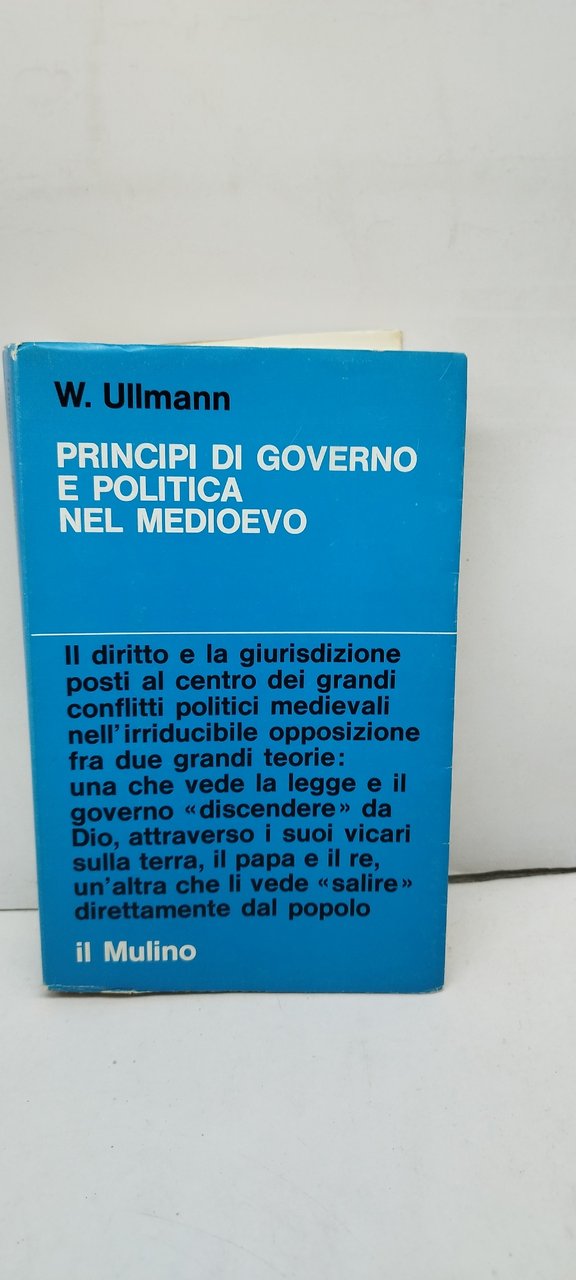 W. Ullmann
PRINCIPI DI GOVERNO
E POLITICA
NEL MEDIOEVO
Il diritto e la giurisdizione
posti al centro dei grandi
conflitti politici medievali
nell'irriducibile opposizione
fra due grandi teorie:
una che vede la legge e il
governo «discendere» da
Dio, attraverso i suoi vicari
sulla terra, il papa e il re,
un'altra che li vede «salire»
direttamente dal popolo
il Mulino